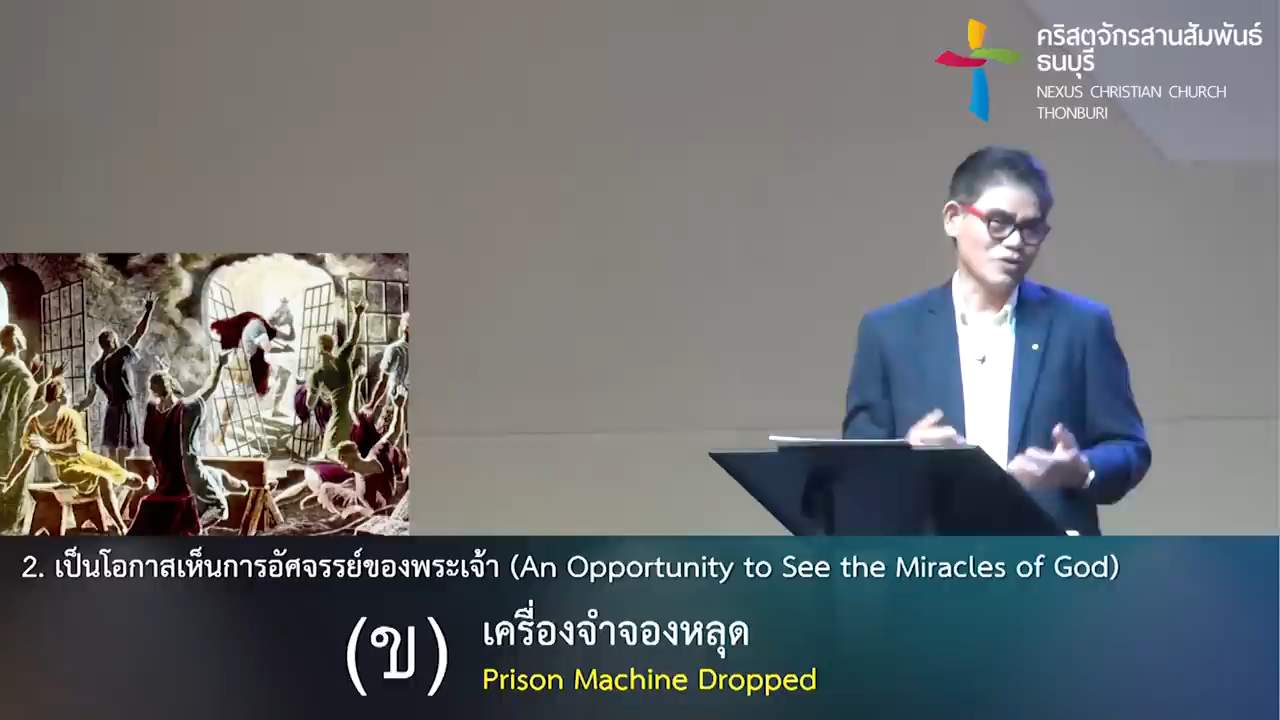 คริสตจักรสานสัมพันธ์
ธนบุรี
NEXUS CHRISTIAN CHURCH
THONBURI
2. เป็นโอกาสเห็นการอัศจรรย์ของพระเจ้า (An Opportunity to See the Miracles of God)
(ข) เครื่องจำจองหลุด
Prison Machine Dropped